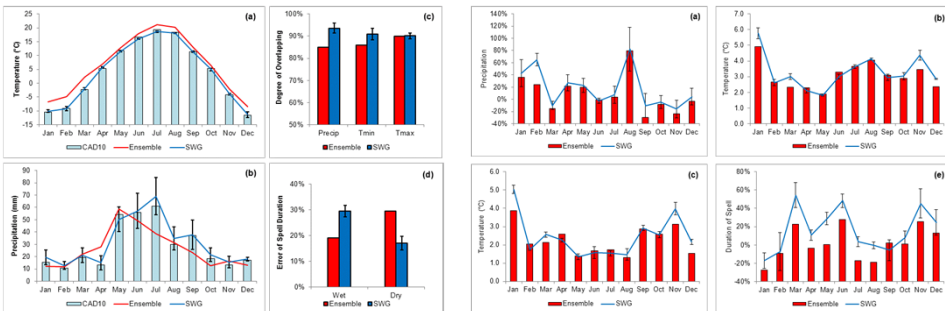 (a)
Temperature (°C)
25
20
15
10
5
0
-5
-10
-15
Jan Feb Mar Apr May Jun Jul Aug Sep Oct Nov Dec
CAD10 Ensemble SWG
(c)
Degree of Overlapping
100%
90%
80%
70%
60%
50%
Precip Tmin Tmax
Ensemble SWG
(b)
Precipitation (mm)
90
80
70
60
50
40
30
20
10
0
Jan Feb Mar Apr May Jun Jul Aug Sep Oct Nov Dec
CAD10 Ensemble SWG
(d)
Error of Spell Duration
40%
30%
20%
10%
0%
Wet Dry
Ensemble SWG
(a)
Precipitation
140%
120%
100%
80%
60%
40%
20%
0%
-20%
-40%
Jan Feb Mar Apr May Jun Jul Aug Sep Oct Nov Dec
Ensemble SWG
(b)
Temperature (°C)
7.0
6.0
5.0
4.0
3.0
2.0
1.0
0.0
Jan Feb Mar Apr May Jun Jul Aug Sep Oct Nov Dec
Ensemble SWG
(c)
Temperature (°C)
6.0
5.0
4.0
3.0
2.0
1.0
0.0
Jan Feb Mar Apr May Jun Jul Aug Sep Oct Nov Dec
Ensemble SWG
(e)
Duration of Spell
80%
60%
40%
20%
0%
-20%
-40%
Jan Feb Mar Apr May Jun Jul Aug Sep Oct Nov Dec
Ensemble SWG